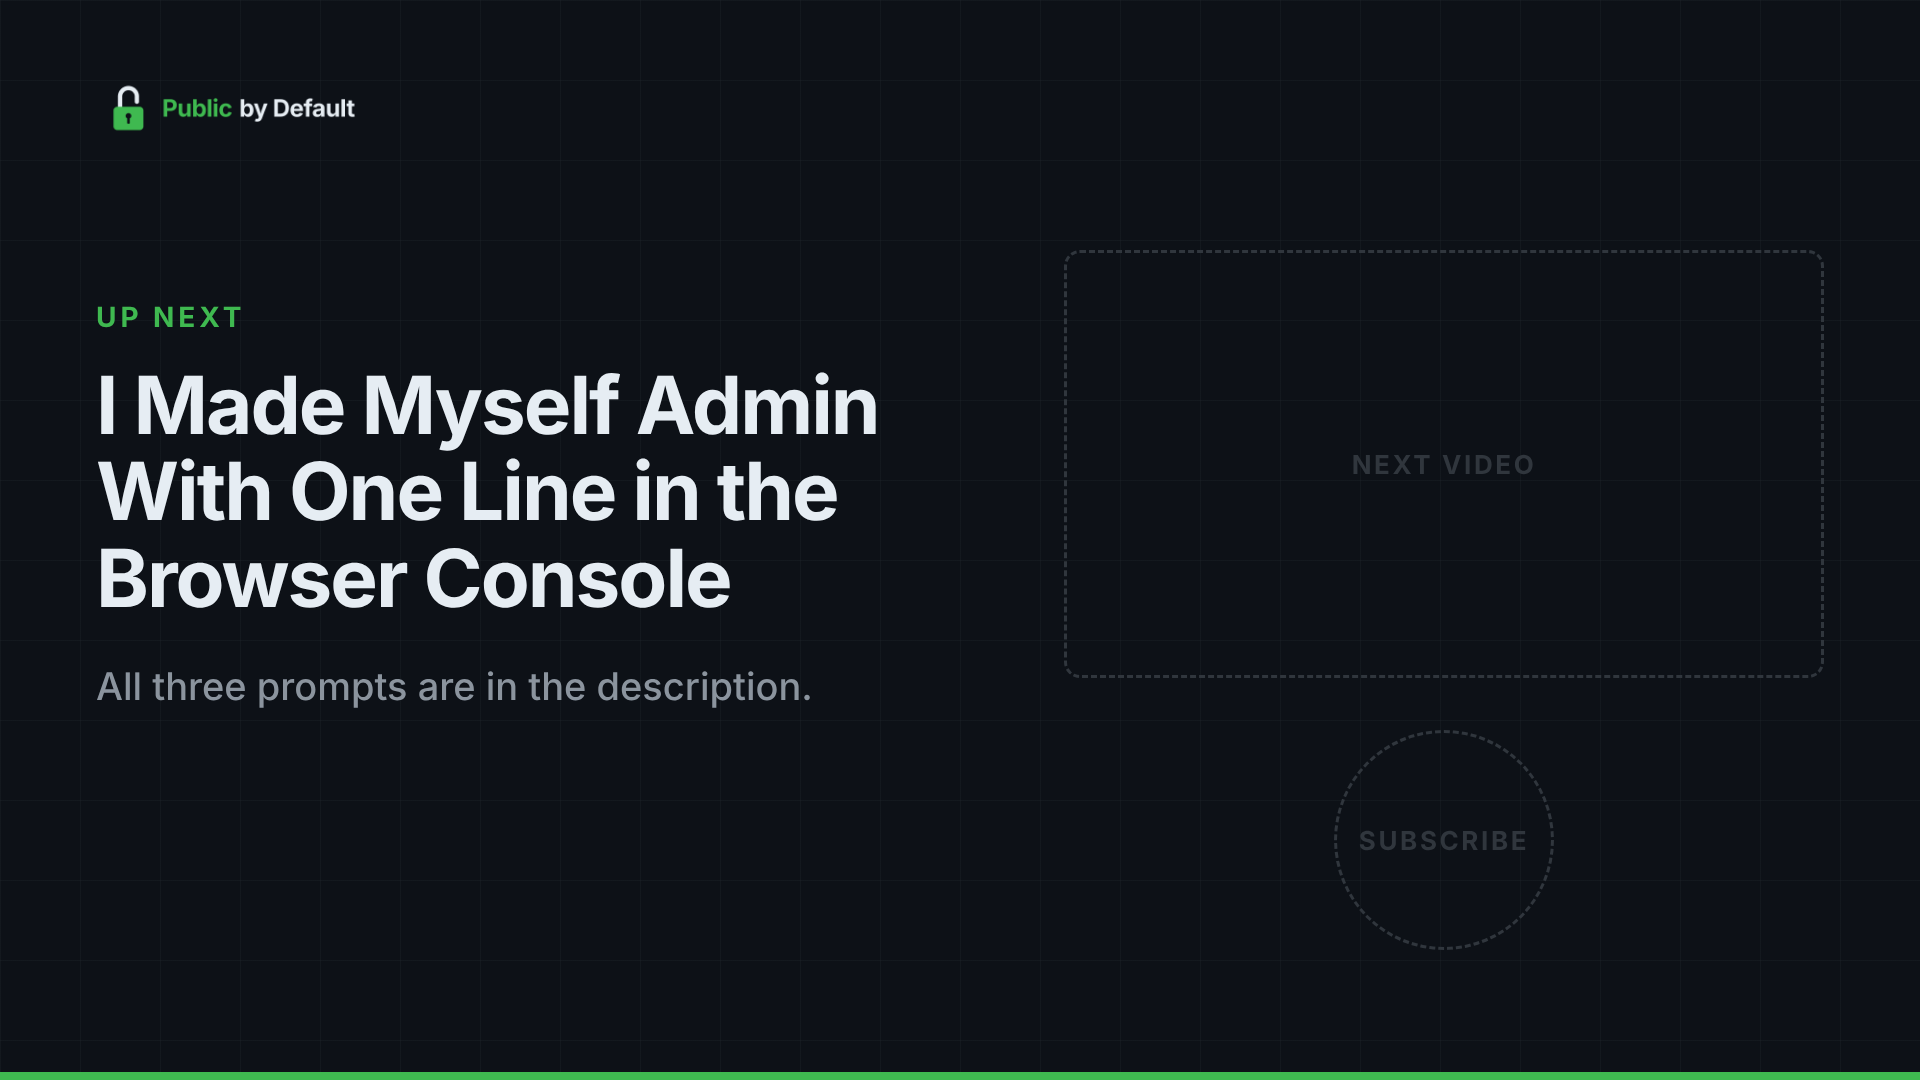 Public by Default
UP NEXT
I Made Myself Admin
With One Line in the
Browser Console
All three prompts are in the description.
NEXT VIDEO
SUBSCRIBE